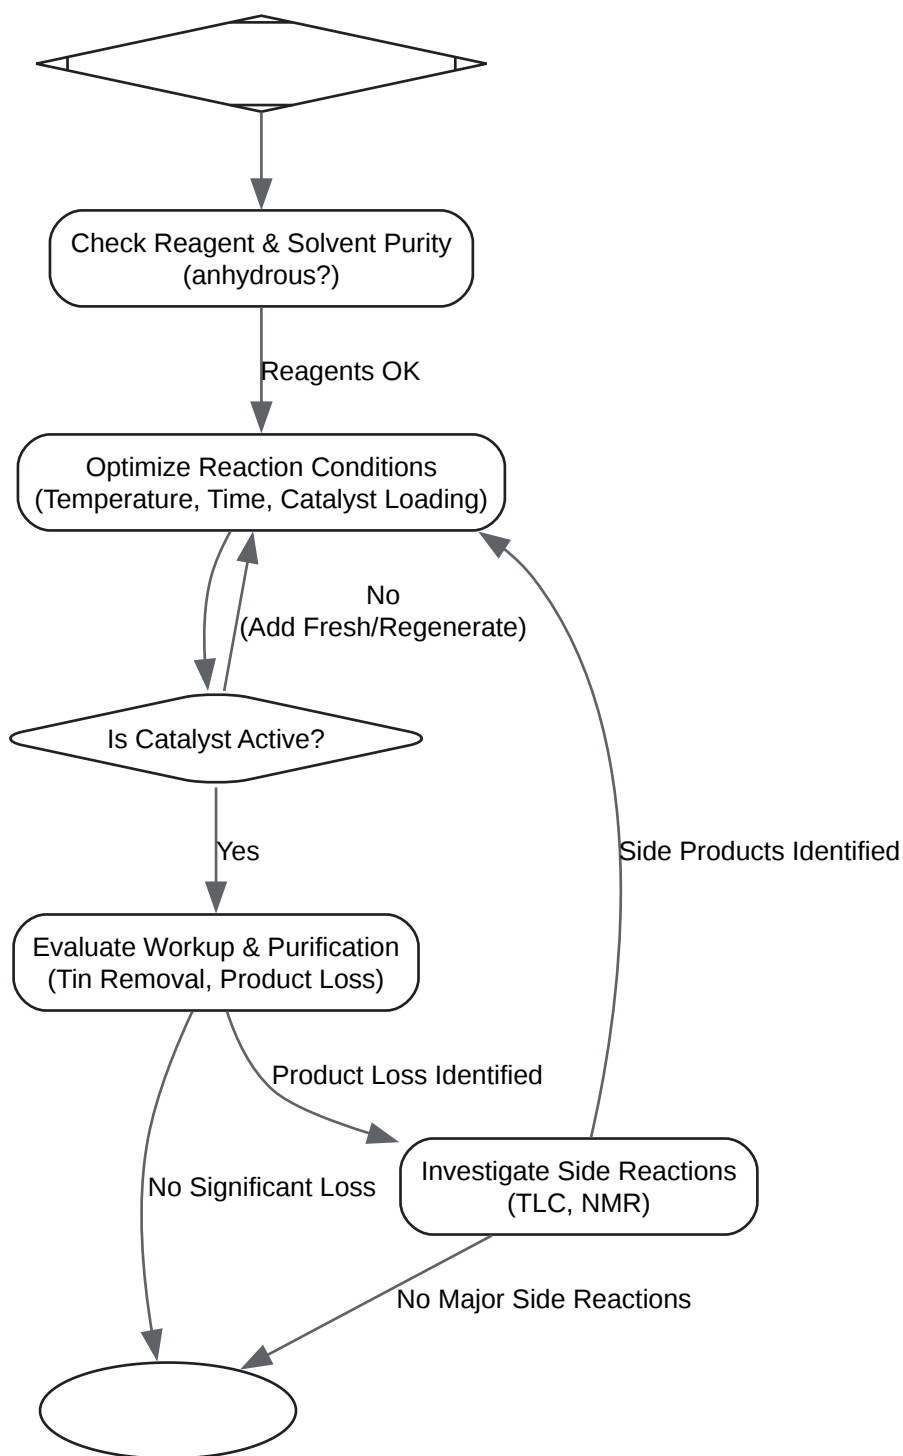 Check Reagent & Solvent Purity
(anhydrous?)
Reagents OK
Optimize Reaction Conditions
(Temperature, Time, Catalyst Loading)
No
(Add Fresh/Regenerate)
Is Catalyst Active?
Yes
Side Products Identified
Evaluate Workup & Purification
(Tin Removal, Product Loss)
Product Loss Identified
Investigate Side Reactions
(TLC, NMR)
No Significant Loss
No Major Side Reactions